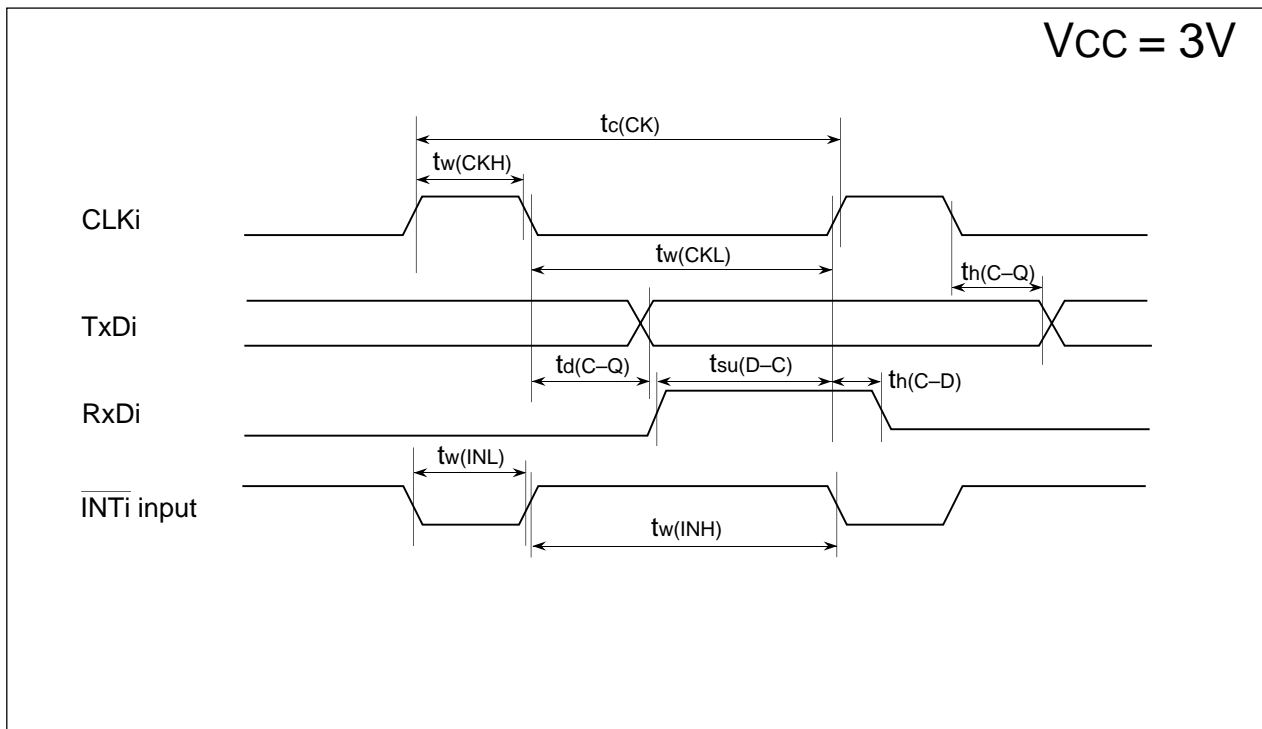 VCC = 3V
tc(CK)
tw(CKH)
CLKi
tw(CKL)
th(C–Q)
TxDi
td(C–Q)
tsu(D–C)
th(C–D)
RxDi
tw(INL)
INTi input
tw(INH)